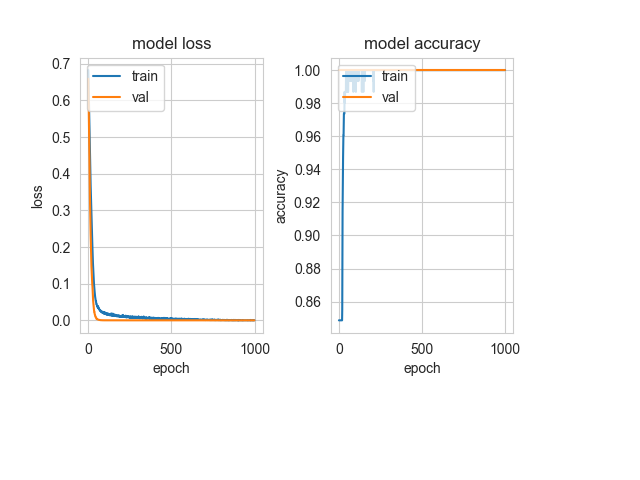 model loss
0.7
0.6
0.5
0.4
0.3
0.2
0.1
0.0
loss
0
500
1000
epoch
train
val
model accuracy
1.00
0.98
0.96
0.94
0.92
0.90
0.88
0.86
accuracy
0
500
1000
epoch
train
val